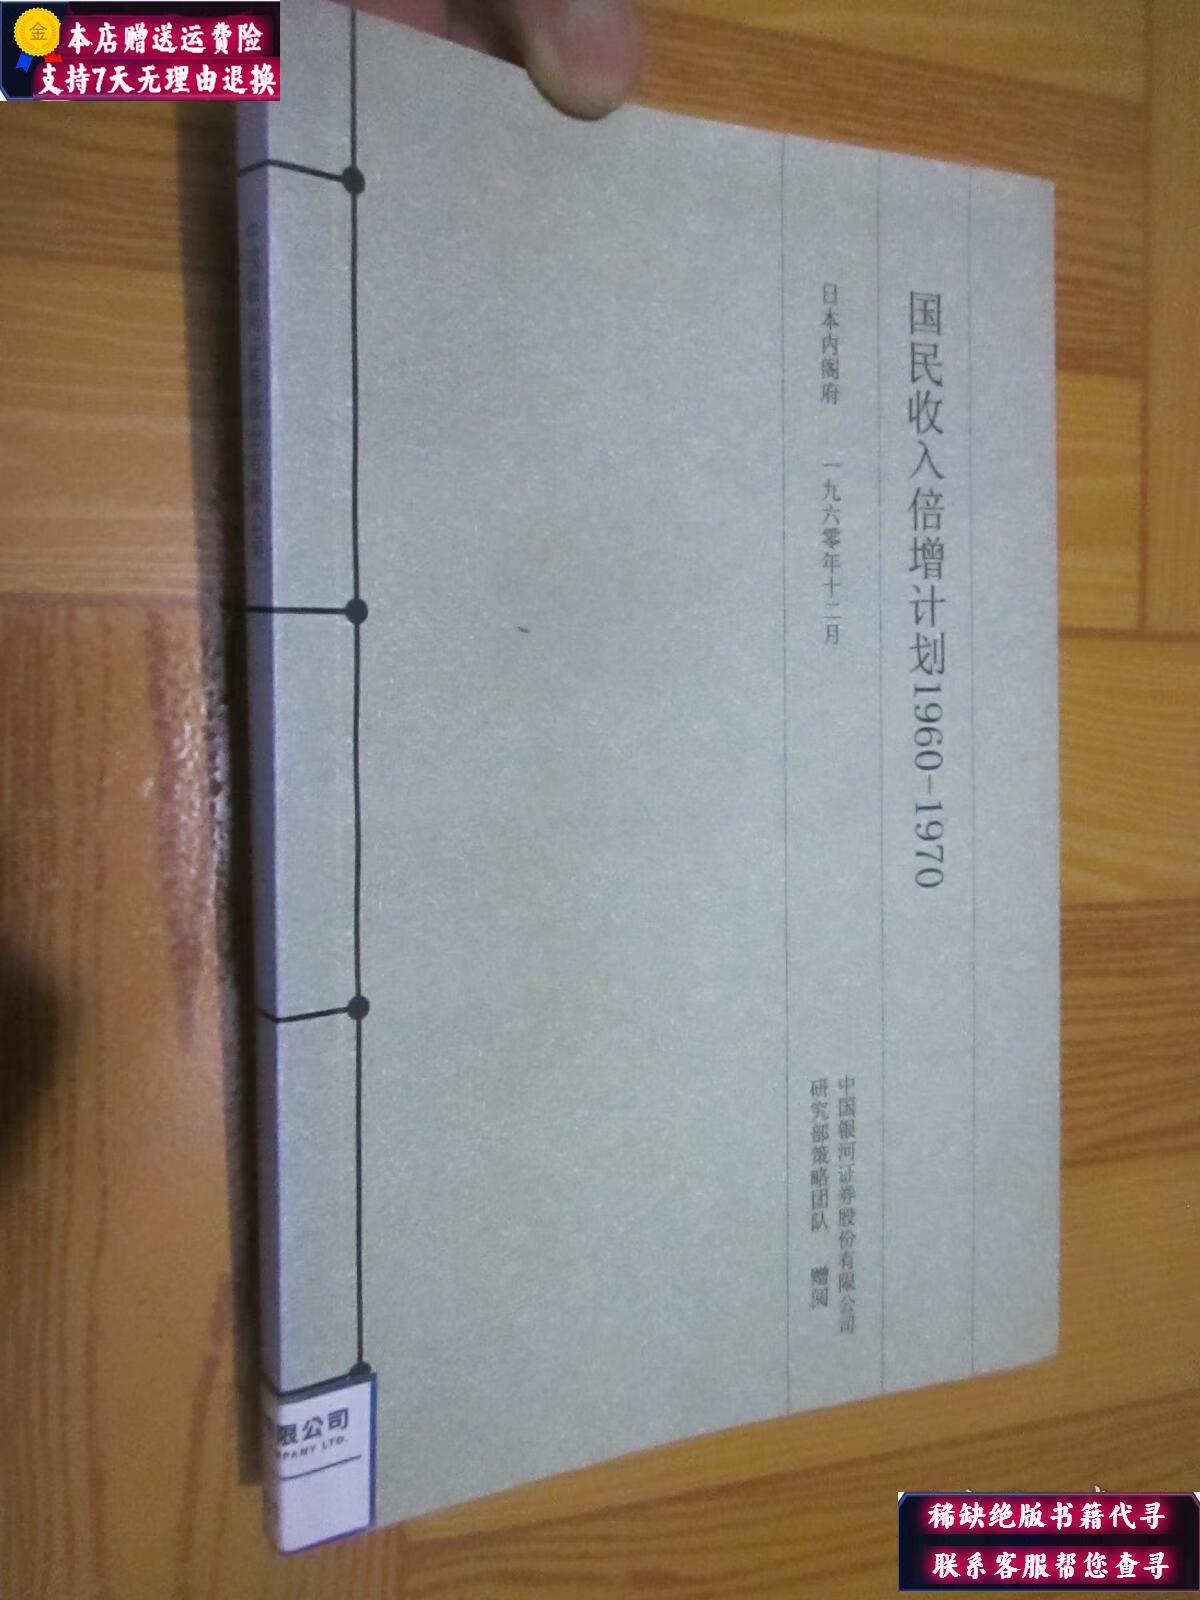 金
本店赠送运费险
支持7天无理由退换
国民收入倍增计划1960-1970
日本内阁府 一九六零年十二月
中国银河证券股份有限公司
研究部策略团队 赠阅
限公司
PANY LTD.
稀缺绝版书籍代寻
联系客服帮您查寻